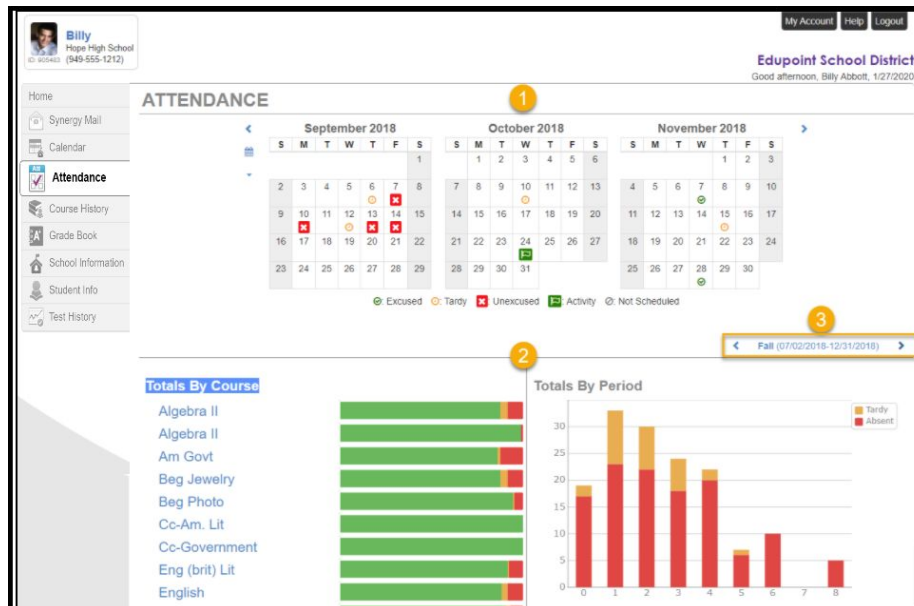 My Account Help Logout
Billy
Hope High School
ID: 905483 (949-555-1212)
Edupoint School District
Good afternoon, Billy Abbott, 1/27/2020
Home
Synergy Mail
Calendar
Attendance
Course History
Grade Book
School Information
Student Info
Test History
ATTENDANCE
1
September 2018
S M T W T F S
1
2 3 4 5 6 7 8
9 10 11 12 13 14 15
16 17 18 19 20 21 22
23 24 25 26 27 28 29
October 2018
S M T W T F S
1 2 3 4 5 6
7 8 9 10 11 12 13
14 15 16 17 18 19 20
21 22 23 24 25 26 27
28 29 30 31
November 2018
S M T W T F S
1 2 3
4 5 6 7 8 9 10
11 12 13 14 15 16 17
18 19 20 21 22 23 24
25 26 27 28 29 30
: Excused : Tardy : Unexcused : Activity : Not Scheduled
3
Fall (07/02/2018-12/31/2018)
2
Totals By Course
Algebra II
Algebra II
Am Govt
Beg Jewelry
Beg Photo
Cc-Am. Lit
Cc-Government
Eng (brit) Lit
English
Totals By Period
Tardy
Absent
30
25
20
15
10
5
0
0 1 2 3 4 5 6 7 8